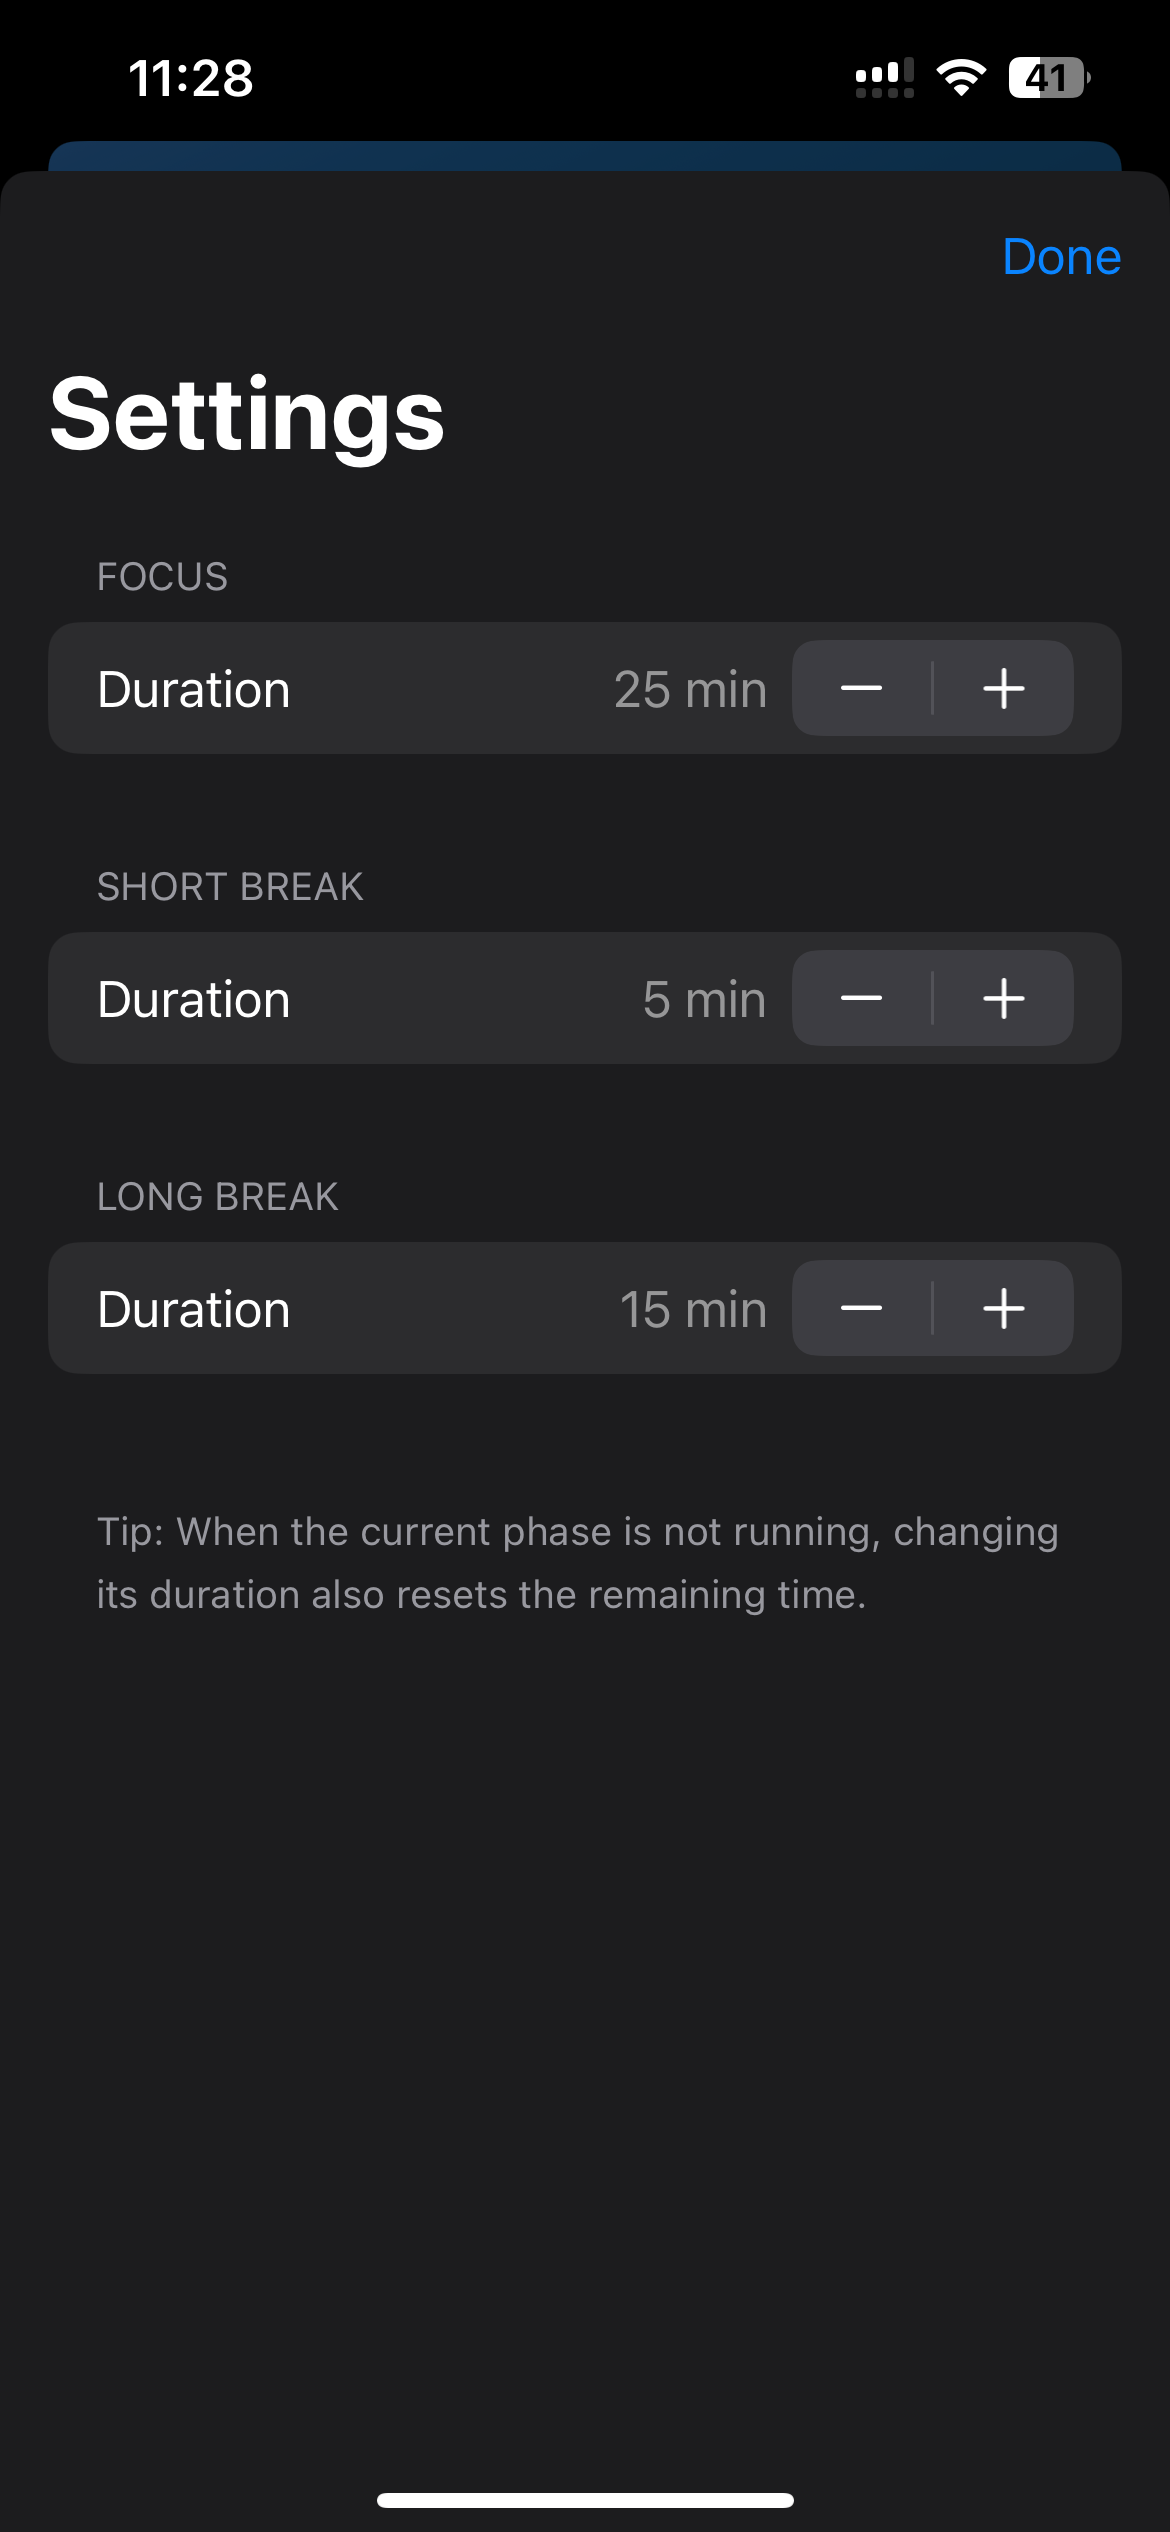 11:28
41
Done
Settings
FOCUS
Duration 25 min
SHORT BREAK
Duration 5 min
LONG BREAK
Duration 15 min
Tip: When the current phase is not running, changing
its duration also resets the remaining time.